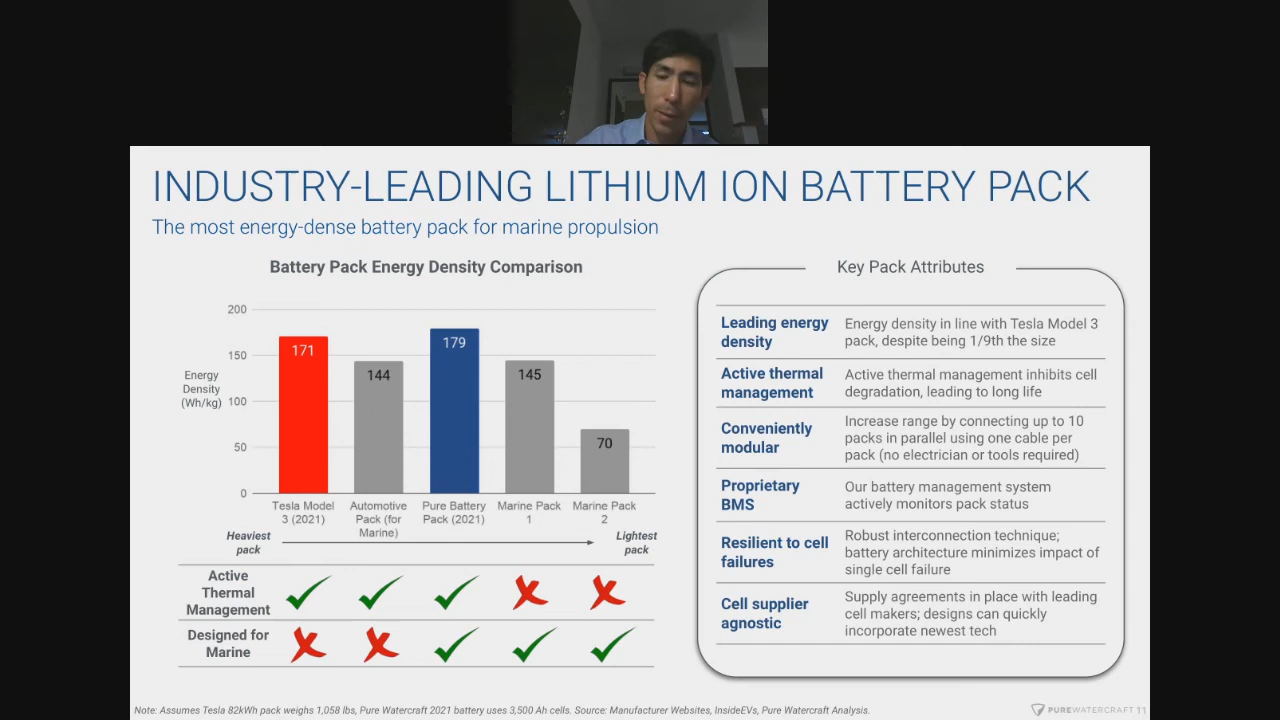 INDUSTRY-LEADING LITHIUM ION BATTERY PACK
The most energy-dense battery pack for marine propulsion
Battery Pack Energy Density Comparison
200
150
100
50
0
Energy
Density
(Wh/kg)
171
144
179
145
70
Tesla Model
3 (2021)
Automotive
Pack (for
Marine)
Pure Battery
Pack (2021)
Marine Pack
1
Marine Pack
2
Heaviest
pack
Lightest
pack
Active
Thermal
Management
Designed for
Marine
Key Pack Attributes
Leading energy
density
Energy density in line with Tesla Model 3
pack, despite being 1/9th the size
Active thermal
management
Active thermal management inhibits cell
degradation, leading to long life
Conveniently
modular
Increase range by connecting up to 10
packs in parallel using one cable per
pack (no electrician or tools required)
Proprietary
BMS
Our battery management system
actively monitors pack status
Resilient to cell
failures
Robust interconnection technique;
battery architecture minimizes impact of
single cell failure
Cell supplier
agnostic
Supply agreements in place with leading
cell makers; designs can quickly
incorporate newest tech
Note: Assumes Tesla 82kWh pack weighs 1,058 lbs, Pure Watercraft 2021 battery uses 3,500 Ah cells. Source: Manufacturer Websites, InsideEVs, Pure Watercraft Analysis.
PUREWATERCRAFT 11